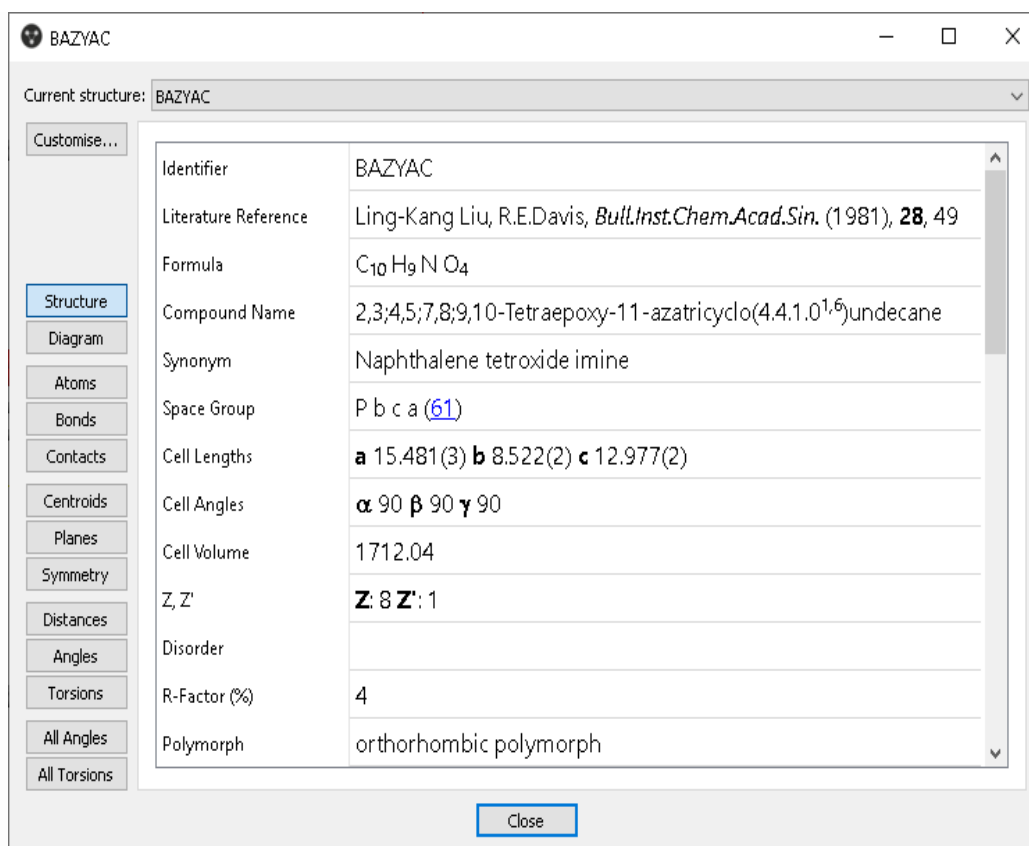 BAZYAC
Current structure: BAZYAC
Customise...
Structure
Diagram
Atoms
Bonds
Contacts
Centroids
Planes
Symmetry
Distances
Angles
Torsions
All Angles
All Torsions
Identifier BAZYAC
Literature Reference Ling-Kang Liu, R.E.Davis, Bull.Inst.Chem.Acad.Sin. (1981), 28, 49
Formula C₁₀ H₉ N O₄
Compound Name 2,3;4,5;7,8;9,10-Tetraepoxy-11-azatricyclo(4.4.1.0¹,⁶)undecane
Synonym Naphthalene tetroxide imine
Space Group P b c a (61)
Cell Lengths a 15.481(3) b 8.522(2) c 12.977(2)
Cell Angles α 90 β 90 γ 90
Cell Volume 1712.04
Z, Z' Z: 8 Z': 1
Disorder
R-Factor (%) 4
Polymorph orthorhombic polymorph
Close